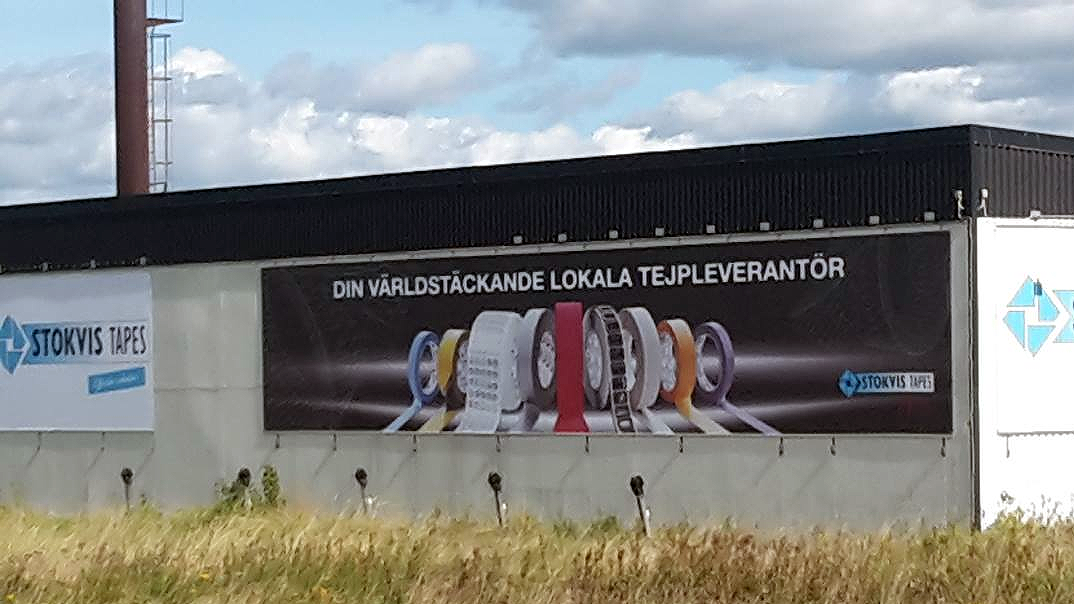 STOKVIS TAPES
DIN VÄRLDSTÄCKANDE LOKALA TEJPLEVERANTÖR
STOKVIS TAPES